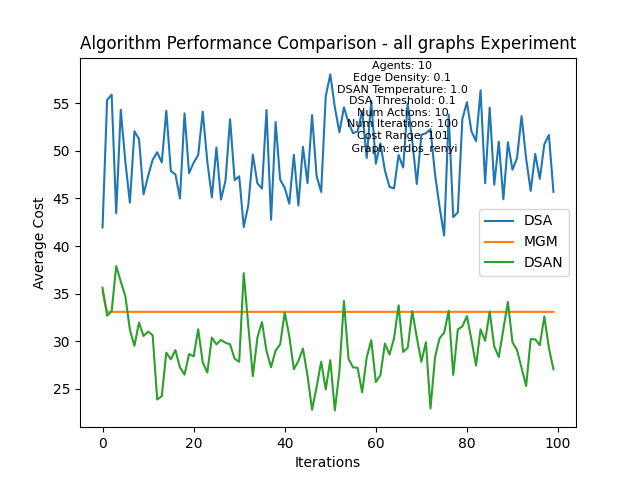 Algorithm Performance Comparison - all graphs Experiment
Agents: 10
Edge Density: 0.1
DSAN Temperature: 1.0
DSA Threshold: 0.1
Num Actions: 10
Num Iterations: 100
Cost Range: 101
Graph: erdos_renyi
Average Cost
55
50
45
40
35
30
25
DSA
MGM
DSAN
0
20
40
60
80
100
Iterations